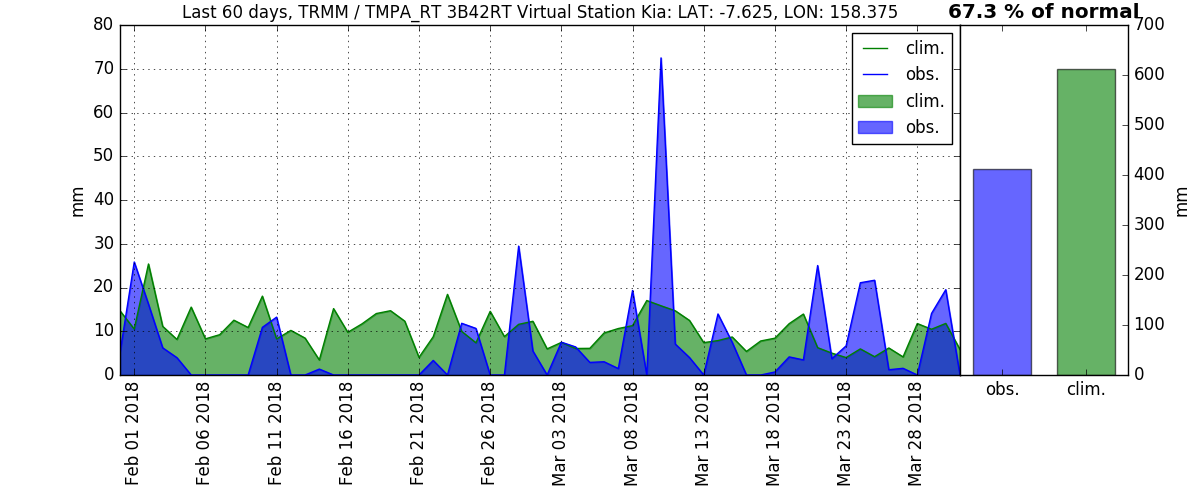 Last 60 days, TRMM / TMPA_RT 3B42RT Virtual Station Kia: LAT: -7.625, LON: 158.375
67.3 % of normal
80
70
60
50
40
30
20
10
0
mm
clim.
obs.
clim.
obs.
700
600
500
400
300
200
100
0
mm
obs.
clim.
Feb 01 2018
Feb 06 2018
Feb 11 2018
Feb 16 2018
Feb 21 2018
Feb 26 2018
Mar 03 2018
Mar 08 2018
Mar 13 2018
Mar 18 2018
Mar 23 2018
Mar 28 2018